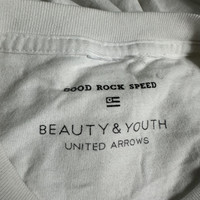 GOOD ROCK SPEED
BEAUTY & YOUTH
UNITED ARROWS